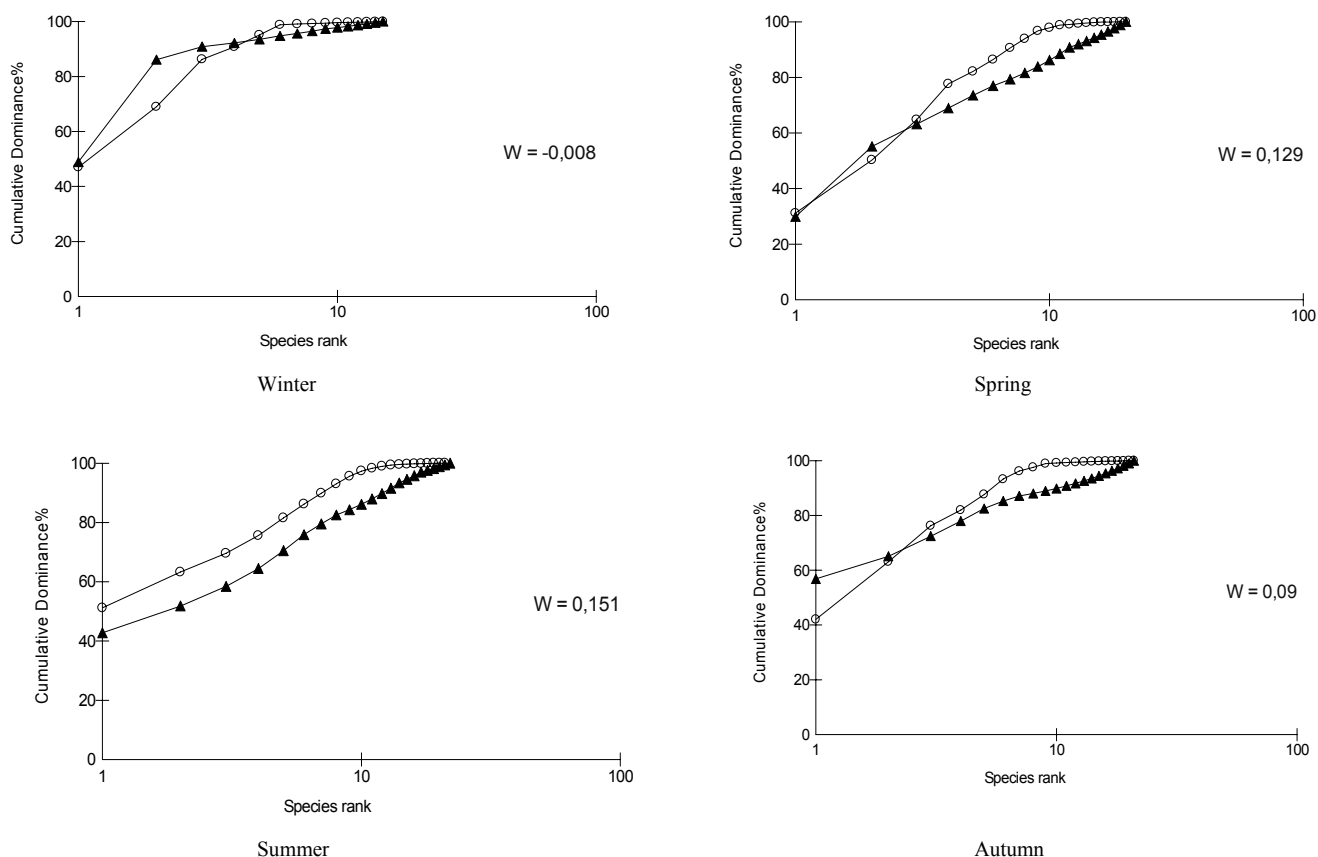 100
80
60
40
20
0
Cumulative Dominance%
1
10
100
Species rank
W = -0,008
Winter
100
80
60
40
20
0
Cumulative Dominance%
1
10
100
Species rank
W = 0,129
Spring
100
80
60
40
20
0
Cumulative Dominance%
1
10
100
Species rank
W = 0,151
Summer
100
80
60
40
20
0
Cumulative Dominance%
1
10
100
Species rank
W = 0,09
Autumn